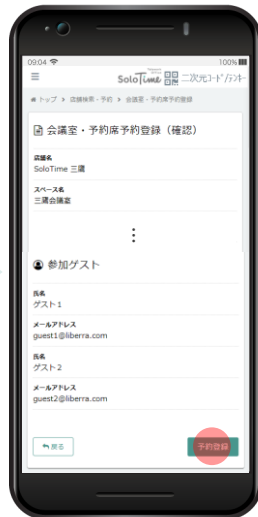 09:04 100%
SoloTime 二次元ｺｰﾄﾞ/ﾃﾝｷｰ
トップ > 店舗検索・予約 > 会議室・予約席予約登録
会議室・予約席予約登録（確認）
店舗名
SoloTime 三鷹
スペース名
三鷹会議室
⋮
参加ゲスト
氏名
ゲスト1
メールアドレス
guest1@liberra.com
氏名
ゲスト2
メールアドレス
guest2@liberra.com
戻る 予約登録